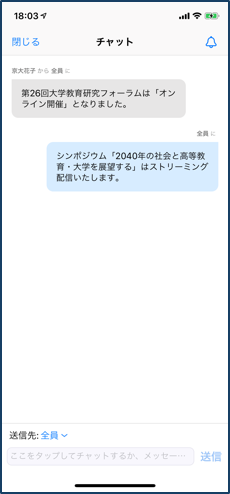 18:03
閉じる
チャット
京大花子 から 全員 に
第26回大学教育研究フォーラムは「オン
ライン開催」となりました。
全員 に
シンポジウム「2040年の社会と高等教
育・大学を展望する」はストリーミング
配信いたします。
送信先: 全員
ここをタップしてチャットするか、メッセー…
送信